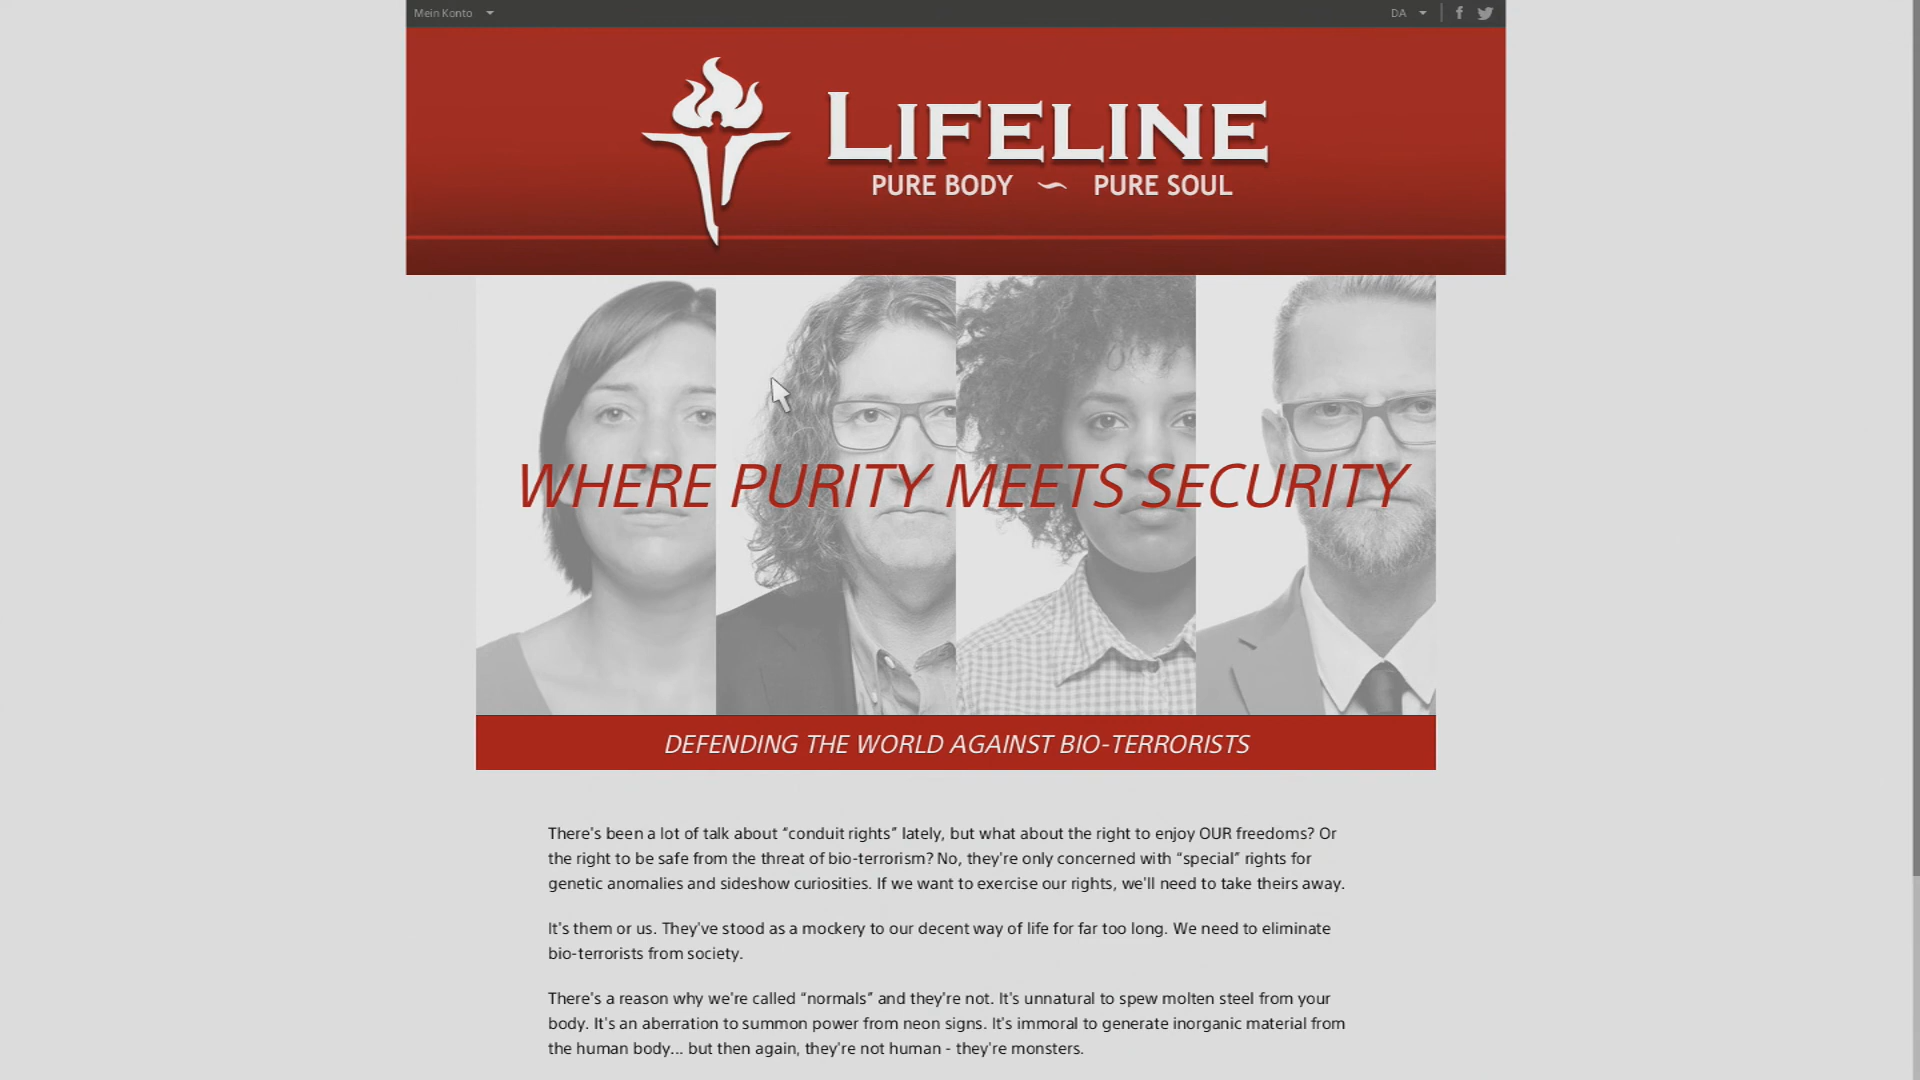 Mein Konto
DA
LIFELINE
PURE BODY ~ PURE SOUL
WHERE PURITY MEETS SECURITY
DEFENDING THE WORLD AGAINST BIO-TERRORISTS
There's been a lot of talk about “conduit rights” lately, but what about the right to enjoy OUR freedoms? Or
the right to be safe from the threat of bio-terrorism? No, they're only concerned with “special” rights for
genetic anomalies and sideshow curiosities. If we want to exercise our rights, we'll need to take theirs away.
It's them or us. They've stood as a mockery to our decent way of life for far too long. We need to eliminate
bio-terrorists from society.
There's a reason why we're called “normals” and they're not. It's unnatural to spew molten steel from your
body. It's an aberration to summon power from neon signs. It's immoral to generate inorganic material from
the human body... but then again, they're not human - they're monsters.